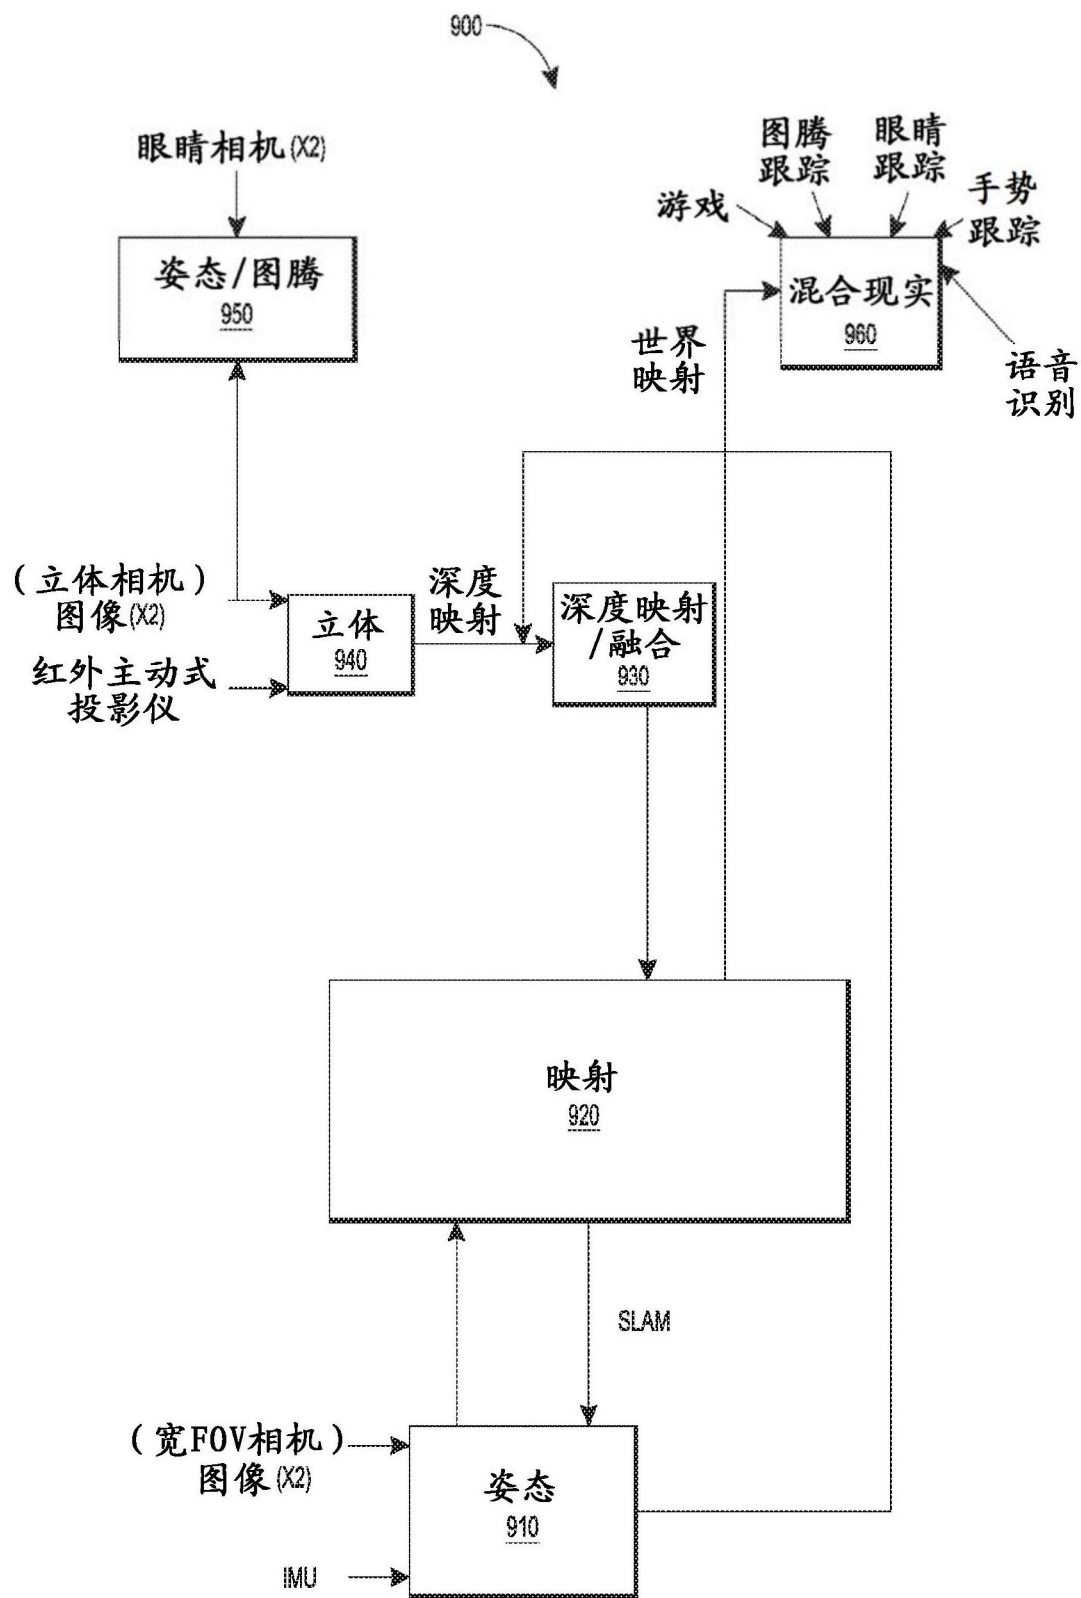 900
眼睛相机(X2)
姿态/图腾
950
图腾
跟踪
眼睛
跟踪
游戏
手势
跟踪
混合现实
960
世界
映射
语音
识别
(立体相机)
图像(X2)
红外主动式
投影仪
立体
940
深度
映射
深度映射
/融合
930
映射
920
SLAM
(宽FOV相机)
图像(X2)
姿态
910
IMU